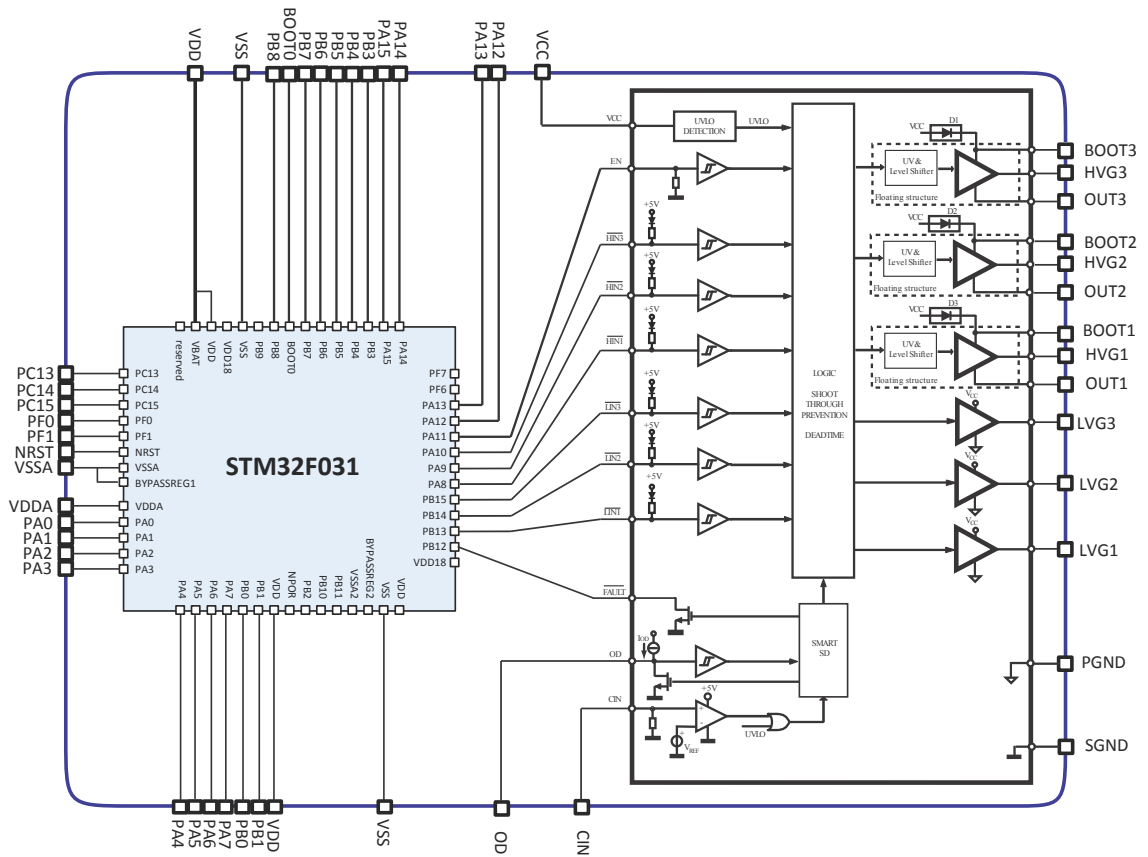 VDD
VSS
PB8
BOOT0
PB7
PB6
PB5
PB4
PB3
PA15
PA14
PA13
PA12
VCC
VCC
UVLO
DETECTION
UVLO
EN
+5V
HIN3
+5V
HIN2
+5V
HIN1
+5V
LIN3
+5V
LIN2
+5V
LIN1
FAULT
IOD
OD
CIN
+5V
+
-
+
VREF
UVLO
SMART
SD
LOGIC
SHOOT
THROUGH
PREVENTION
DEADTIME
VCC
D1
UV&
Level Shifter
Floating structure
VCC
D2
UV&
Level Shifter
Floating structure
VCC
D3
UV&
Level Shifter
Floating structure
VCC
VCC
VCC
BOOT3
HVG3
OUT3
BOOT2
HVG2
OUT2
BOOT1
HVG1
OUT1
LVG3
LVG2
LVG1
PGND
SGND
PC13
PC14
PC15
PF0
PF1
NRST
VSSA
VDDA
PA0
PA1
PA2
PA3
reserved
VBAT
VDD
VDD18
VSS
PB9
PB8
BOOT0
PB7
PB6
PB5
PB4
PB3
PA15
PA14
PC13
PC14
PC15
PF0
PF1
NRST
VSSA
BYPASSREG1
VDDA
PA0
PA1
PA2
PA3
STM32F031
PF7
PF6
PA13
PA12
PA11
PA10
PA9
PA8
PB15
PB14
PB13
PB12
VDD18
PA4
PA5
PA6
PA7
PB0
PB1
VDD
NPOR
PB2
PB10
PB11
VSSA2
BYPASSREG2
VSS
VDD
PA4
PA5
PA6
PA7
PB0
PB1
VDD
VSS
OD
CIN